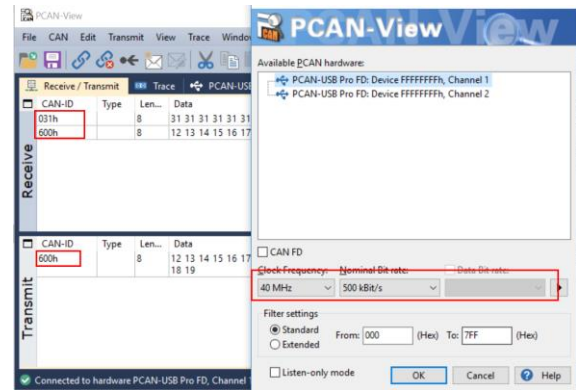 PCAN-View
File CAN Edit Transmit View Trace Window
Receive / Transmit Trace PCAN-USB
CAN-ID Type Len... Data
031h 8 31 31 31 31 31 31
600h 8 12 13 14 15 16 17
Receive
CAN-ID Type Len... Data
600h 8 12 13 14 15 16 17
18 19
Transmit
Connected to hardware PCAN-USB Pro FD, Channel
PCAN-View
Available PCAN hardware:
PCAN-USB Pro FD: Device FFFFFFFFh, Channel 1
PCAN-USB Pro FD: Device FFFFFFFFh, Channel 2
CAN FD
Clock Frequency: Nominal Bit rate: Data Bit rate:
40 MHz 500 kBit/s
Filter settings
Standard
Extended
From: 000 (Hex) To: 7FF (Hex)
Listen-only mode
OK Cancel Help